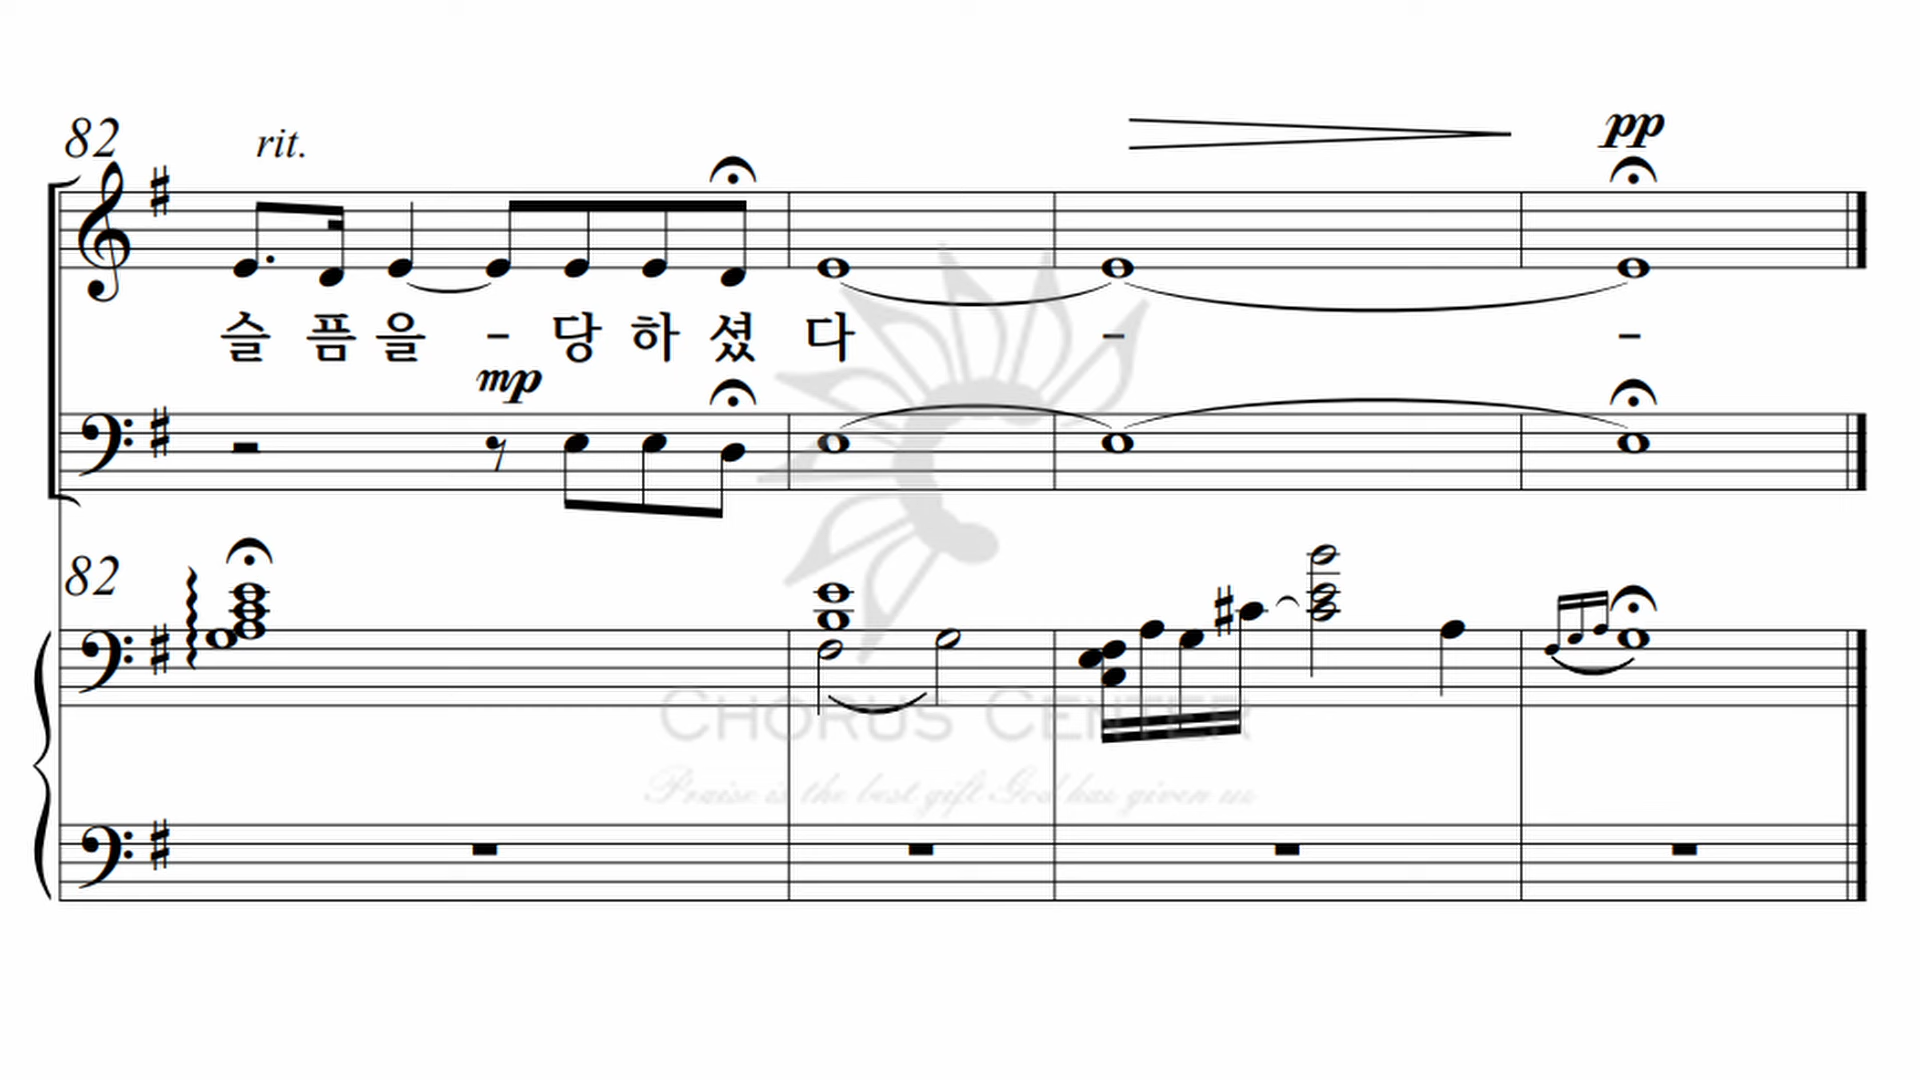 82
rit.
pp
슬 픔 을 - 당 하 셨 다 - -
mp
82
CHORUS CENTER
Praise is the best gift God has given us